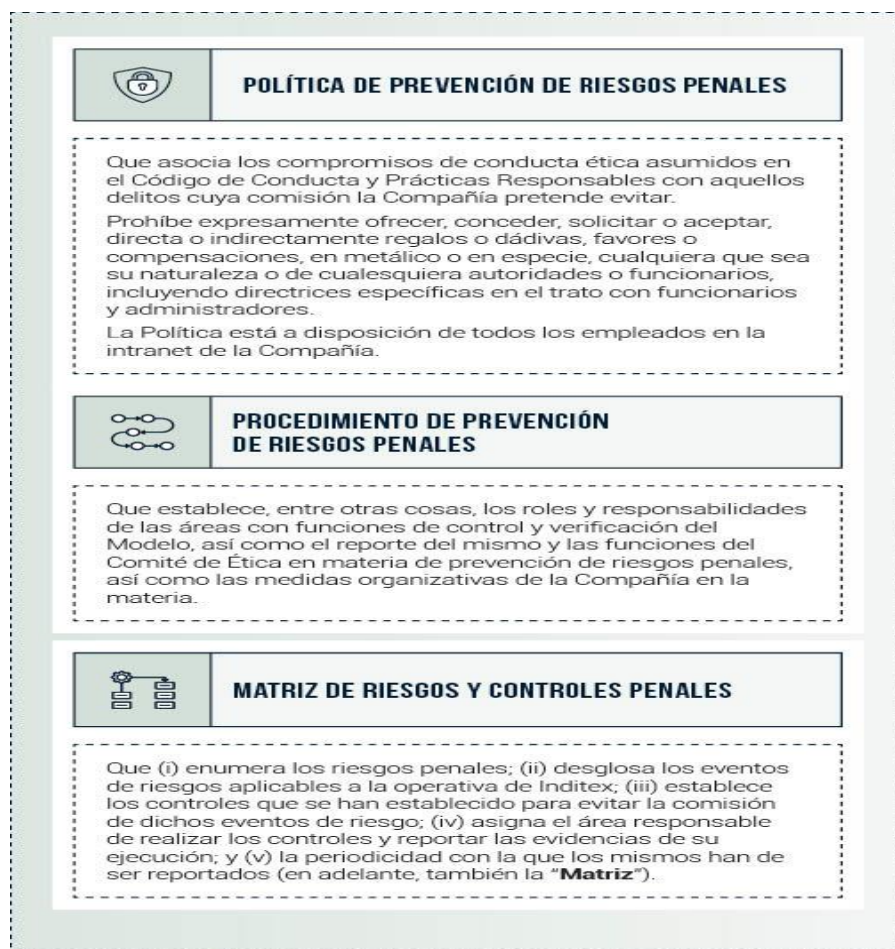 POLÍTICA DE PREVENCIÓN DE RIESGOS PENALES
Que asocia los compromisos de conducta ética asumidos en
el Código de Conducta y Prácticas Responsables con aquellos
delitos cuya comisión la Compañía pretende evitar.
Prohíbe expresamente ofrecer, conceder, solicitar o aceptar,
directa o indirectamente regalos o dádivas, favores o
compensaciones, en metálico o en especie, cualquiera que sea
su naturaleza o de cualesquiera autoridades o funcionarios,
incluyendo directrices específicas en el trato con funcionarios
y administradores.
La Política está a disposición de todos los empleados en la
intranet de la Compañía.
PROCEDIMIENTO DE PREVENCIÓN
DE RIESGOS PENALES
Que establece, entre otras cosas, los roles y responsabilidades
de las áreas con funciones de control y verificación del
Modelo, así como el reporte del mismo y las funciones del
Comité de Ética en materia de prevención de riesgos penales,
así como las medidas organizativas de la Compañía en la
materia.
MATRIZ DE RIESGOS Y CONTROLES PENALES
Que (i) enumera los riesgos penales; (ii) desglosa los eventos
de riesgos aplicables a la operativa de Inditex; (iii) establece
los controles que se han establecido para evitar la comisión
de dichos eventos de riesgo; (iv) asigna el área responsable
de realizar los controles y reportar las evidencias de su
ejecución; y (v) la periodicidad con la que los mismos han de
ser reportados (en adelante, también la “Matriz”).